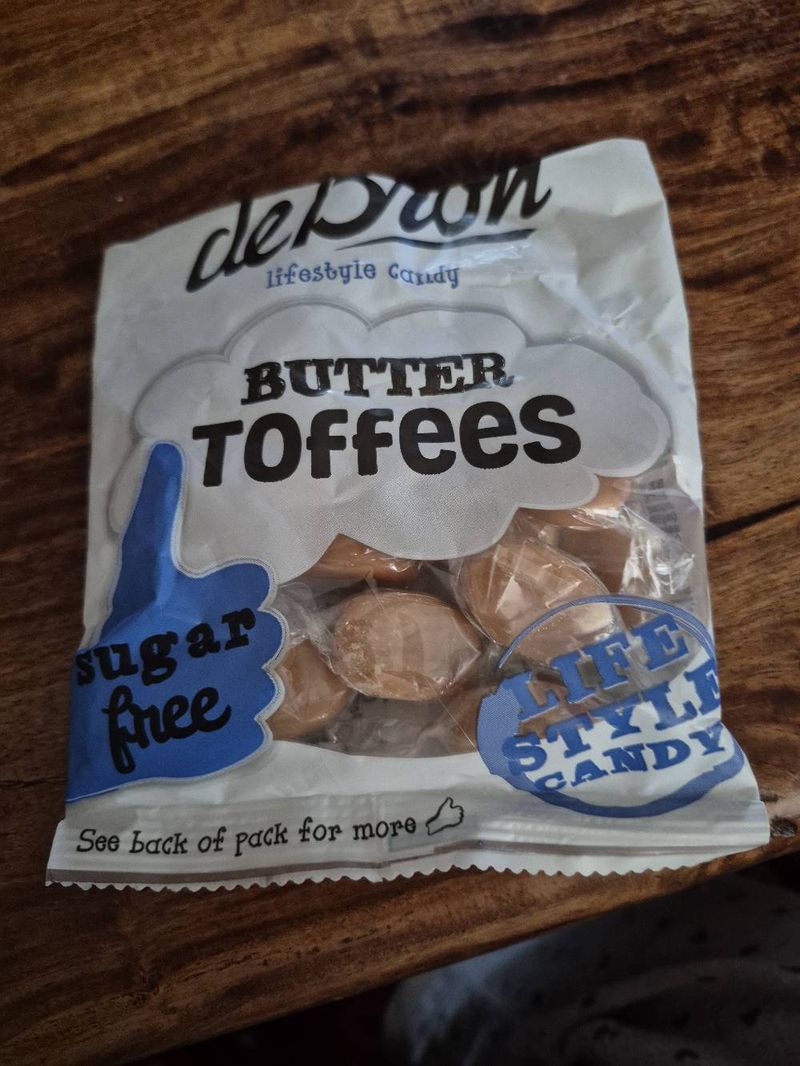 deBron
lifestyle candy
BUTTER
TOFFEES
sugar
free
LIFE
STYLE
CANDY
See back of pack for more